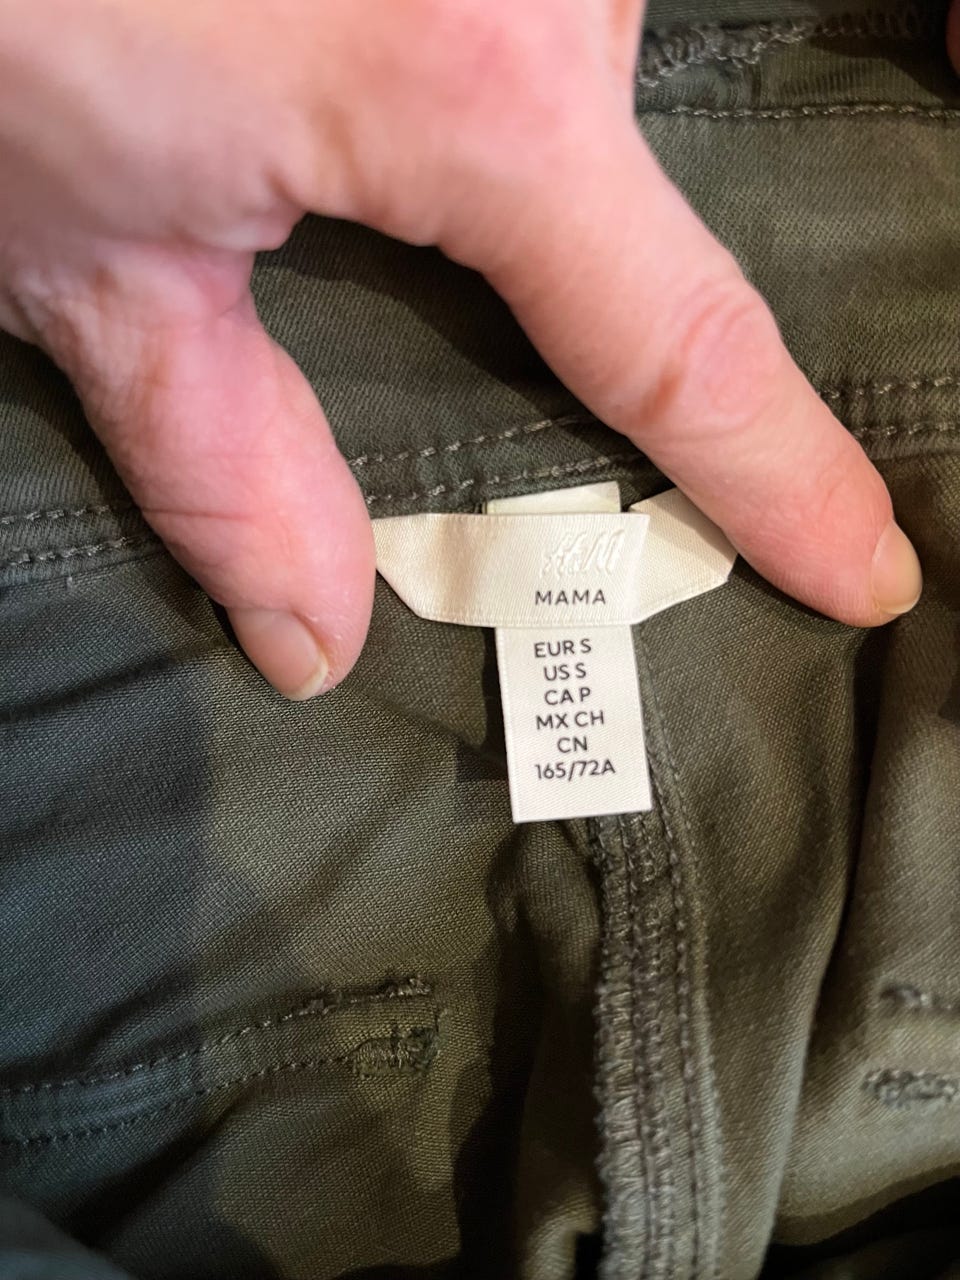 H&M
MAMA
EUR S
US S
CA P
MX CH
CN
165/72A